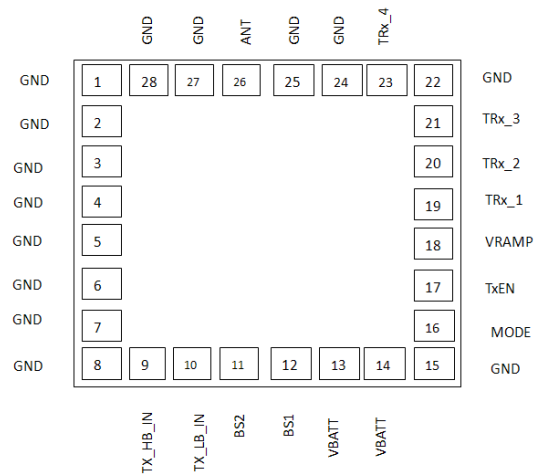 GND GND ANT GND GND TRx_4
GND 1 28 27 26 25 24 23 22 GND
GND 2 21 TRx_3
GND 3 20 TRx_2
GND 4 19 TRx_1
GND 5 18 VRAMP
GND 6 17 TxEN
GND 7 16 MODE
GND 8 9 10 11 12 13 14 15 GND
TX_HB_IN TX_LB_IN BS2 BS1 VBATT VBATT